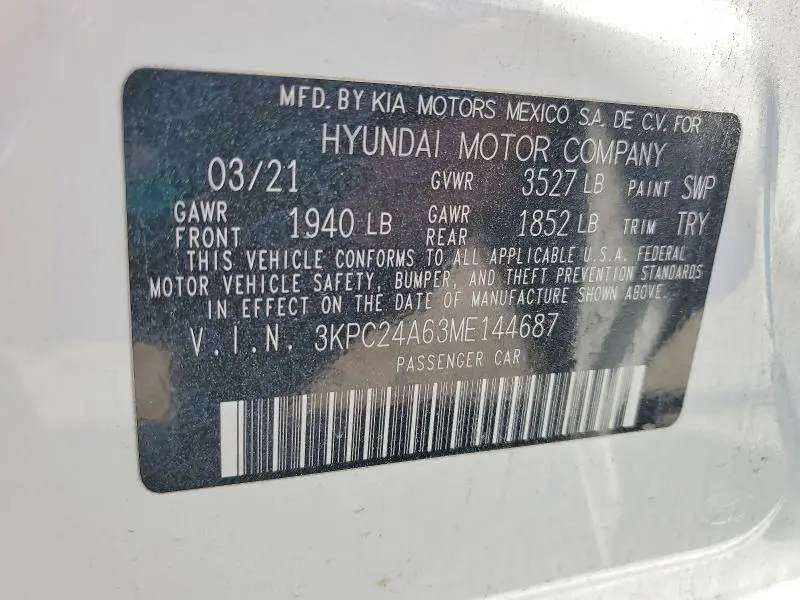 MFD. BY KIA MOTORS MEXICO S.A. DE C.V. FOR
HYUNDAI MOTOR COMPANY
03/21 GVWR 3527 LB PAINT SWP
GAWR FRONT 1940 LB GAWR REAR 1852 LB TRIM TRY
THIS VEHICLE CONFORMS TO ALL APPLICABLE U.S.A. FEDERAL
MOTOR VEHICLE SAFETY, BUMPER, AND THEFT PREVENTION STANDARDS
IN EFFECT ON THE DATE OF MANUFACTURE SHOWN ABOVE.
V.I.N. 3KPC24A63ME144687
PASSENGER CAR